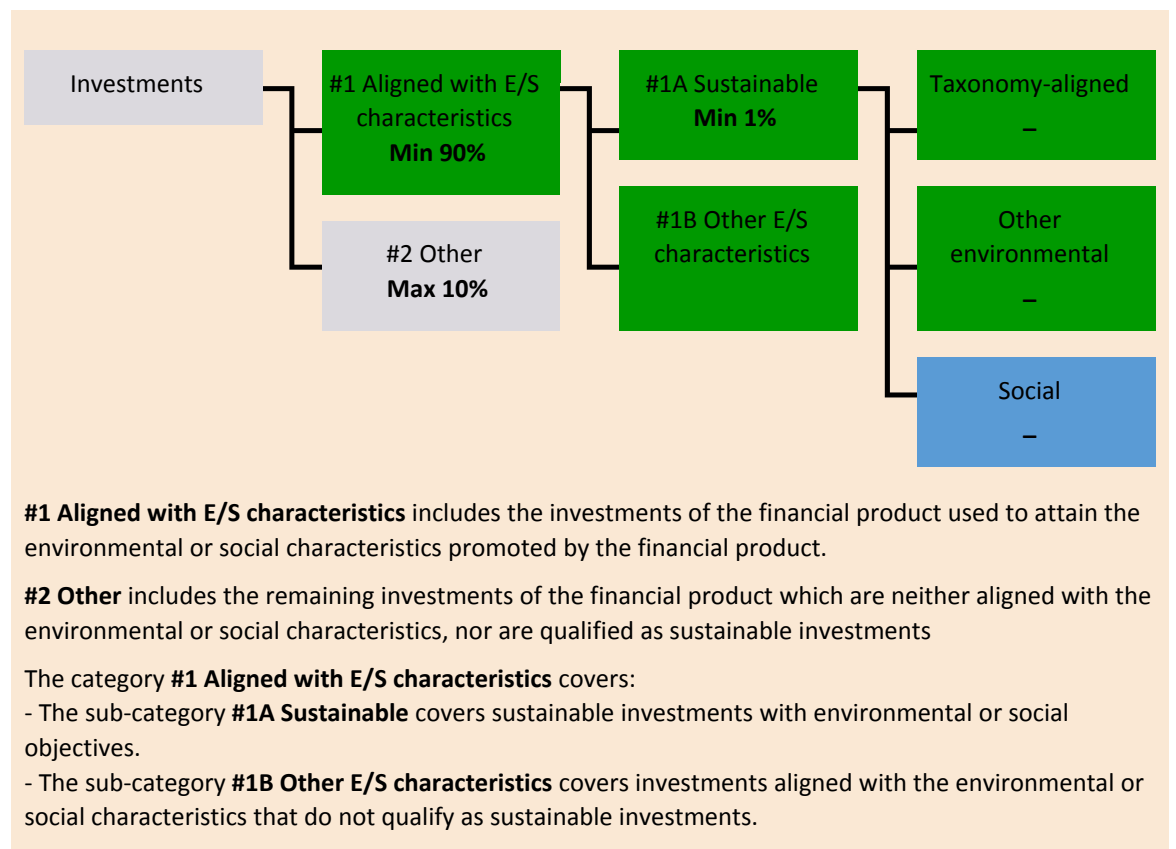 Investments
#1 Aligned with E/S
characteristics
Min 90%
#2 Other
Max 10%
#1A Sustainable
Min 1%
#1B Other E/S
characteristics
Taxonomy-aligned
–
Other
environmental
–
Social
–
#1 Aligned with E/S characteristics includes the investments of the financial product used to attain the
environmental or social characteristics promoted by the financial product.
#2 Other includes the remaining investments of the financial product which are neither aligned with the
environmental or social characteristics, nor are qualified as sustainable investments
The category #1 Aligned with E/S characteristics covers:
- The sub-category #1A Sustainable covers sustainable investments with environmental or social
objectives.
- The sub-category #1B Other E/S characteristics covers investments aligned with the environmental or
social characteristics that do not qualify as sustainable investments.